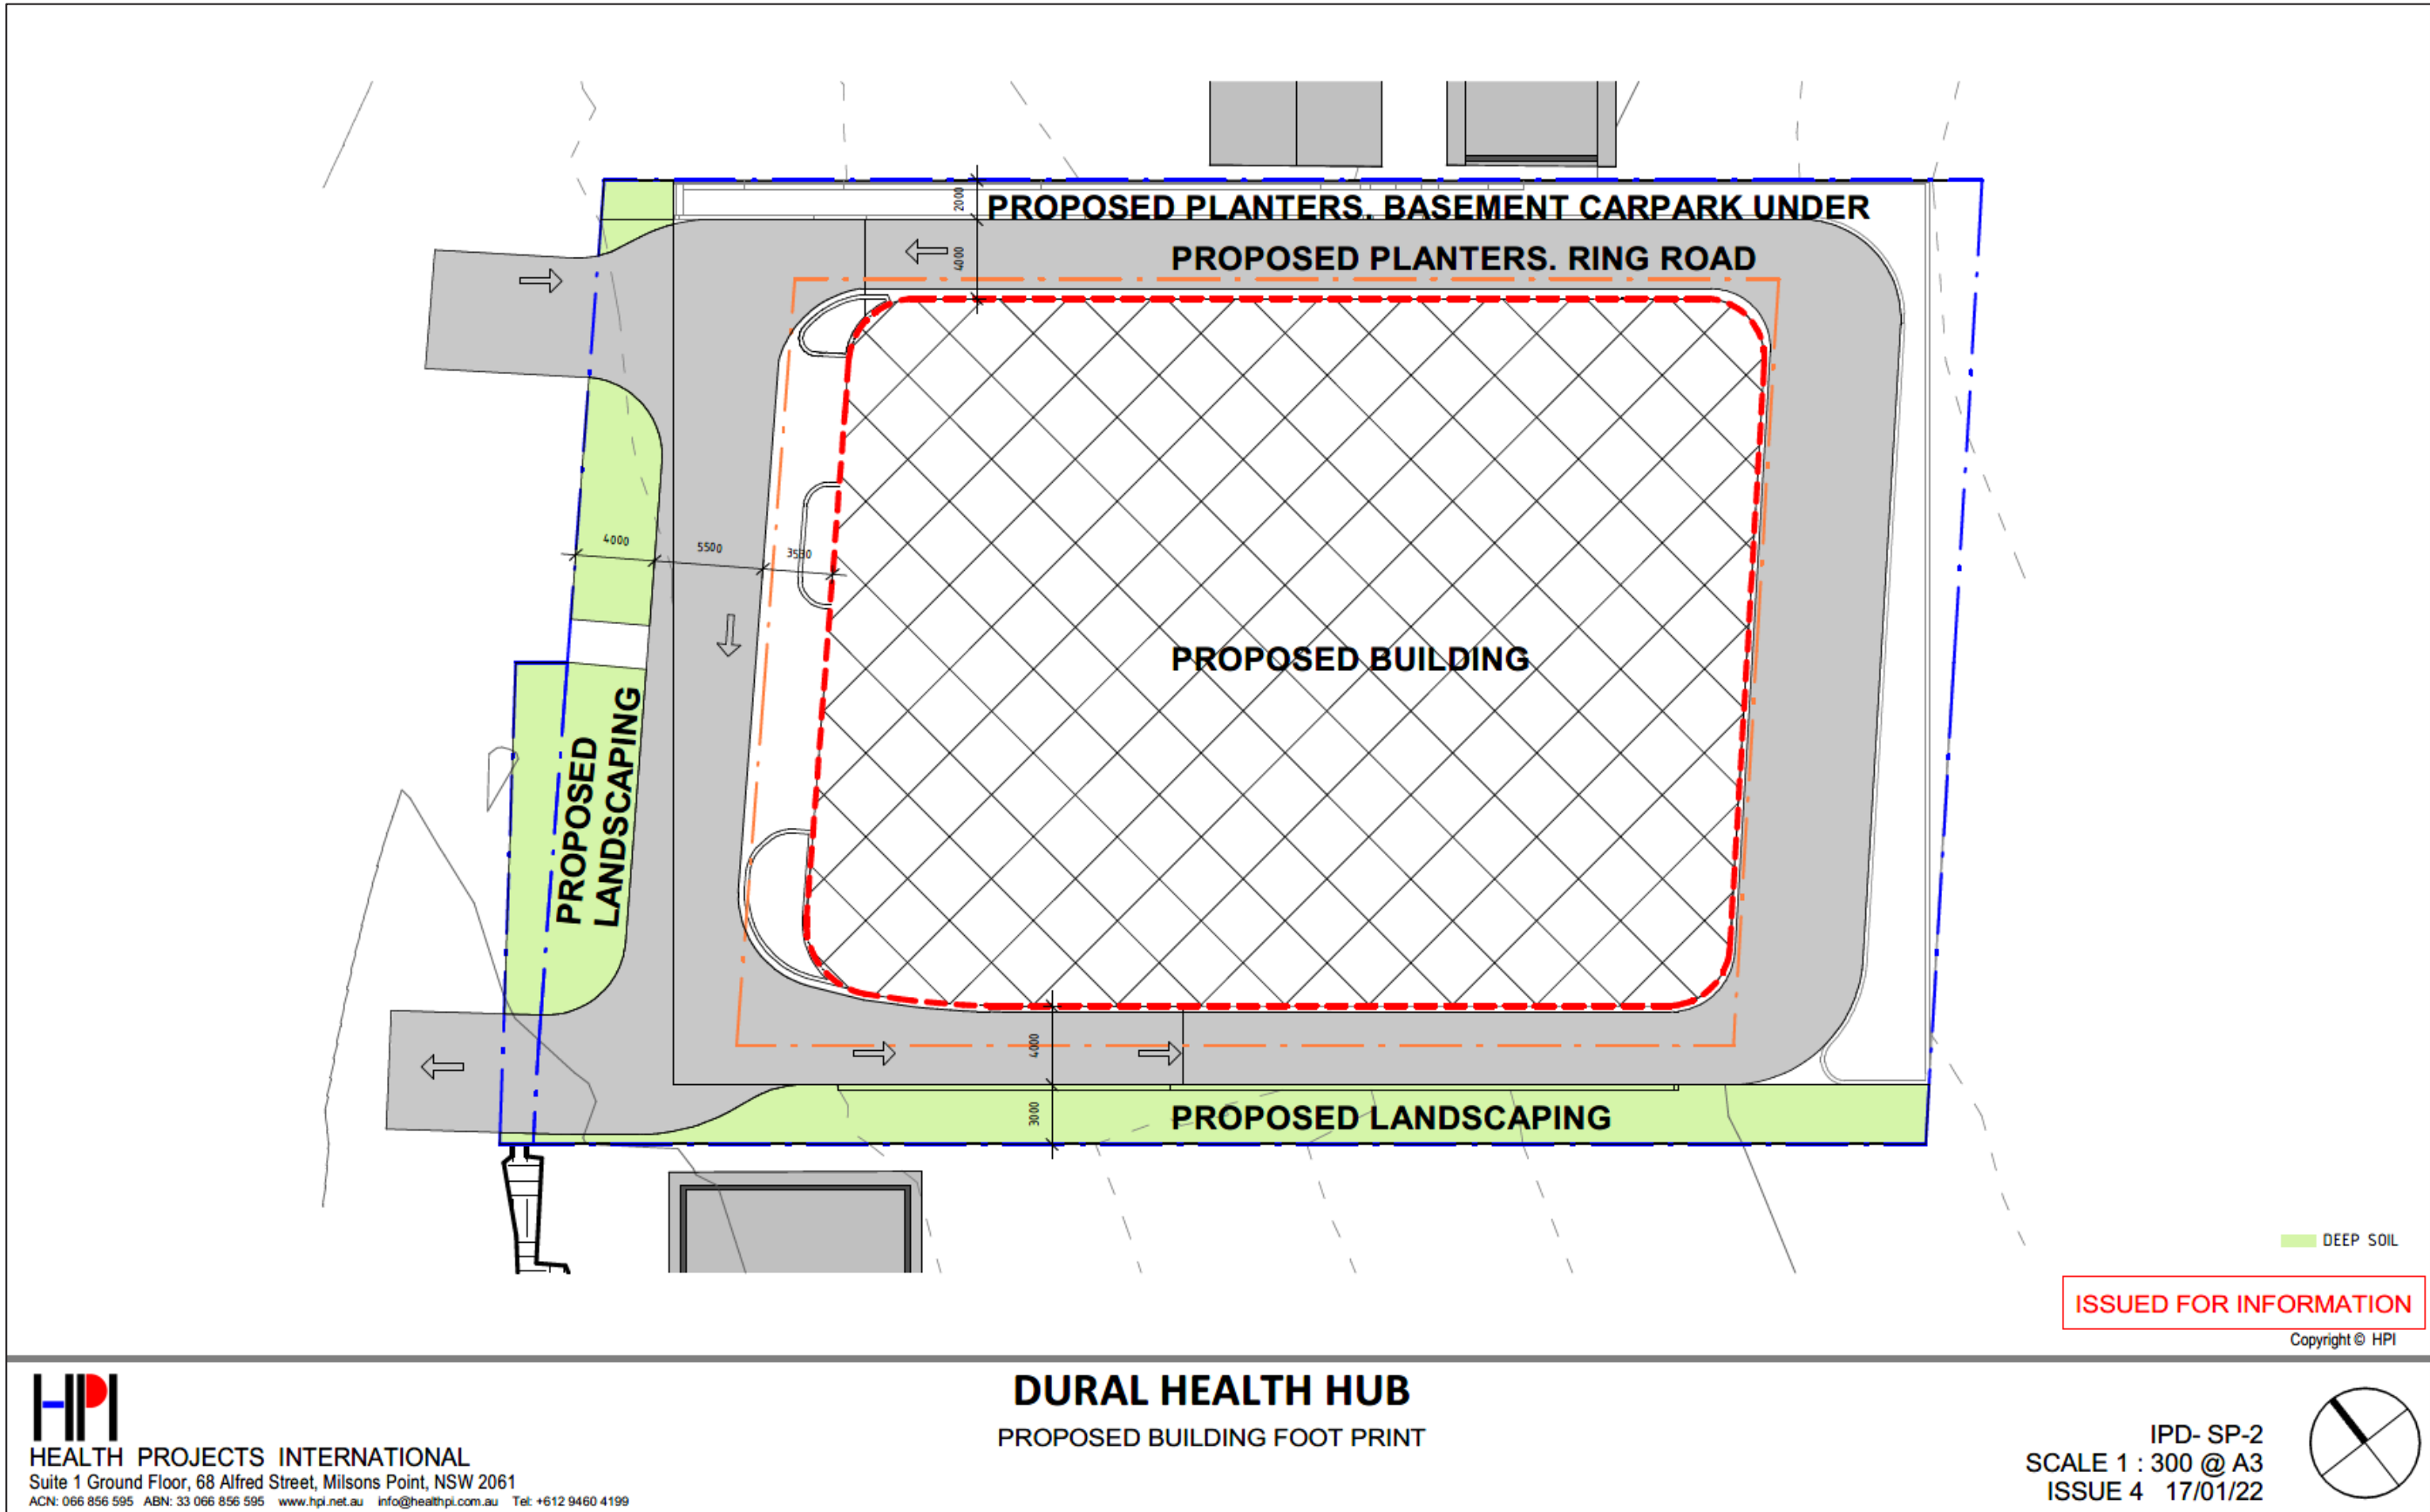 2000
PROPOSED PLANTERS. BASEMENT CARPARK UNDER
4000
PROPOSED PLANTERS. RING ROAD
4000
5500
3530
PROPOSED BUILDING
PROPOSED
LANDSCAPING
4000
3000
PROPOSED LANDSCAPING
DEEP SOIL
ISSUED FOR INFORMATION
Copyright © HPI
HPI
HEALTH PROJECTS INTERNATIONAL
Suite 1 Ground Floor, 68 Alfred Street, Milsons Point, NSW 2061
ACN: 066 856 595 ABN: 33 066 856 595 www.hpi.net.au info@healthpi.com.au Tel: +612 9460 4199
DURAL HEALTH HUB
PROPOSED BUILDING FOOT PRINT
IPD- SP-2
SCALE 1 : 300 @ A3
ISSUE 4 17/01/22